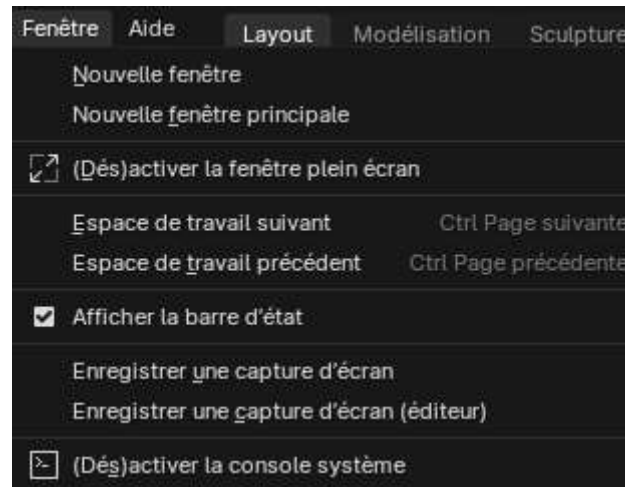 Fenêtre Aide Layout Modélisation Sculpture
Nouvelle fenêtre
Nouvelle fenêtre principale
(Dés)activer la fenêtre plein écran
Espace de travail suivant Ctrl Page suivante
Espace de travail précédent Ctrl Page précédente
Afficher la barre d’état
Enregistrer une capture d’écran
Enregistrer une capture d’écran (éditeur)
(Dés)activer la console système